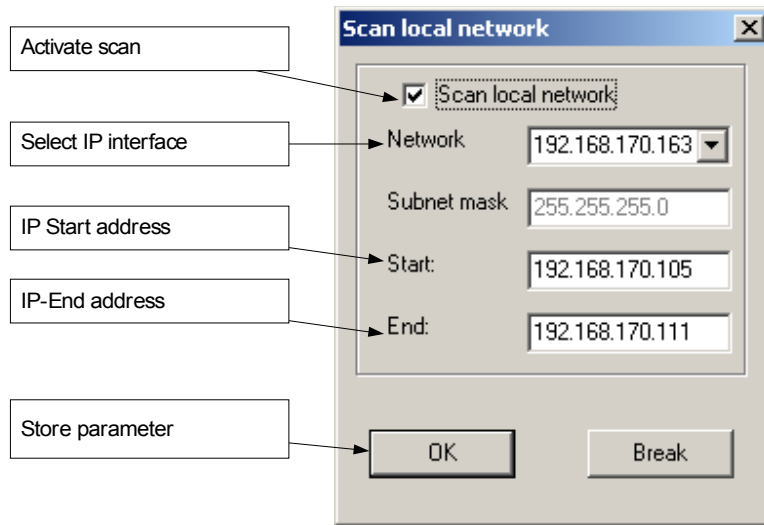 Scan local network
Activate scan
Scan local network
Select IP interface
Network
192.168.170.163
Subnet mask
255.255.255.0
IP Start address
Start:
192.168.170.105
IP-End address
End:
192.168.170.111
Store parameter
OK
Break